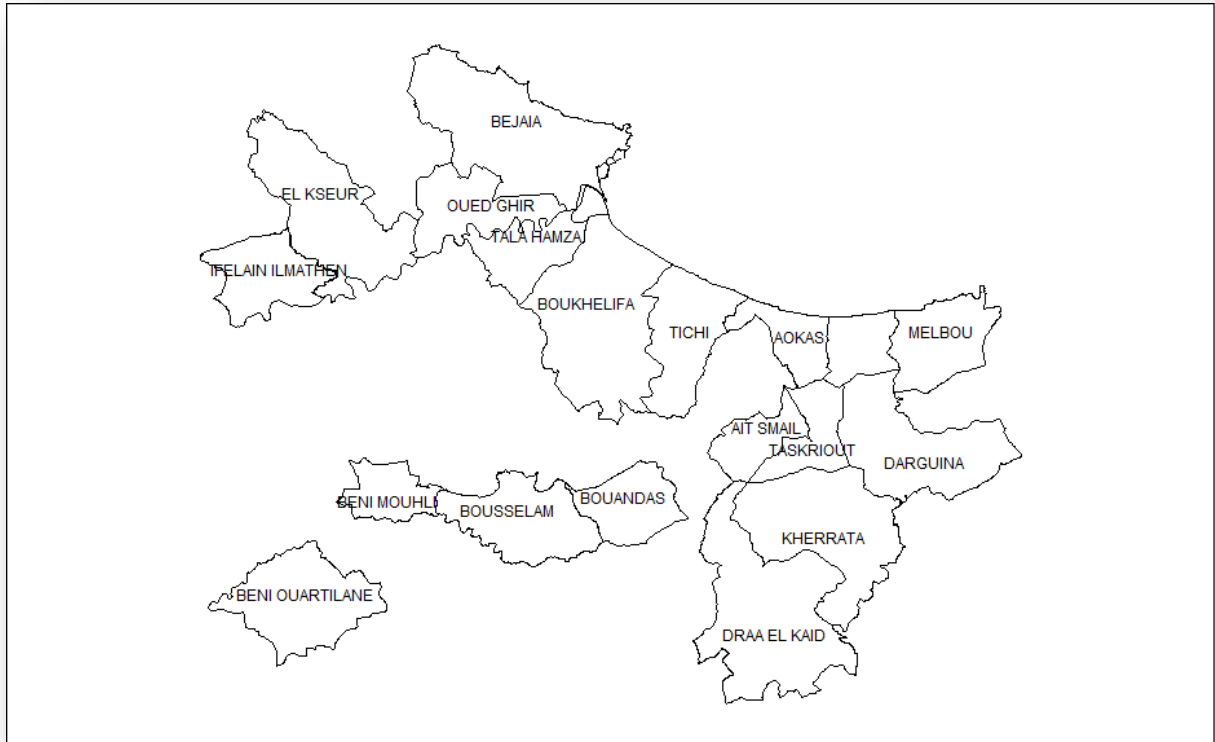 BEJAIA
EL KSEUR
OUED GHIR
TALA HAMZA
IFELAIN ILMATHEN
BOUKHELIFA
TICHI
AOKAS
MELBOU
AIT SMAIL
TASKRIOUT
DARGUINA
BENI MOUHLI
BOUSSELAM
BOUANDAS
KHERRATA
BENI OUARTILANE
DRAA EL KAID